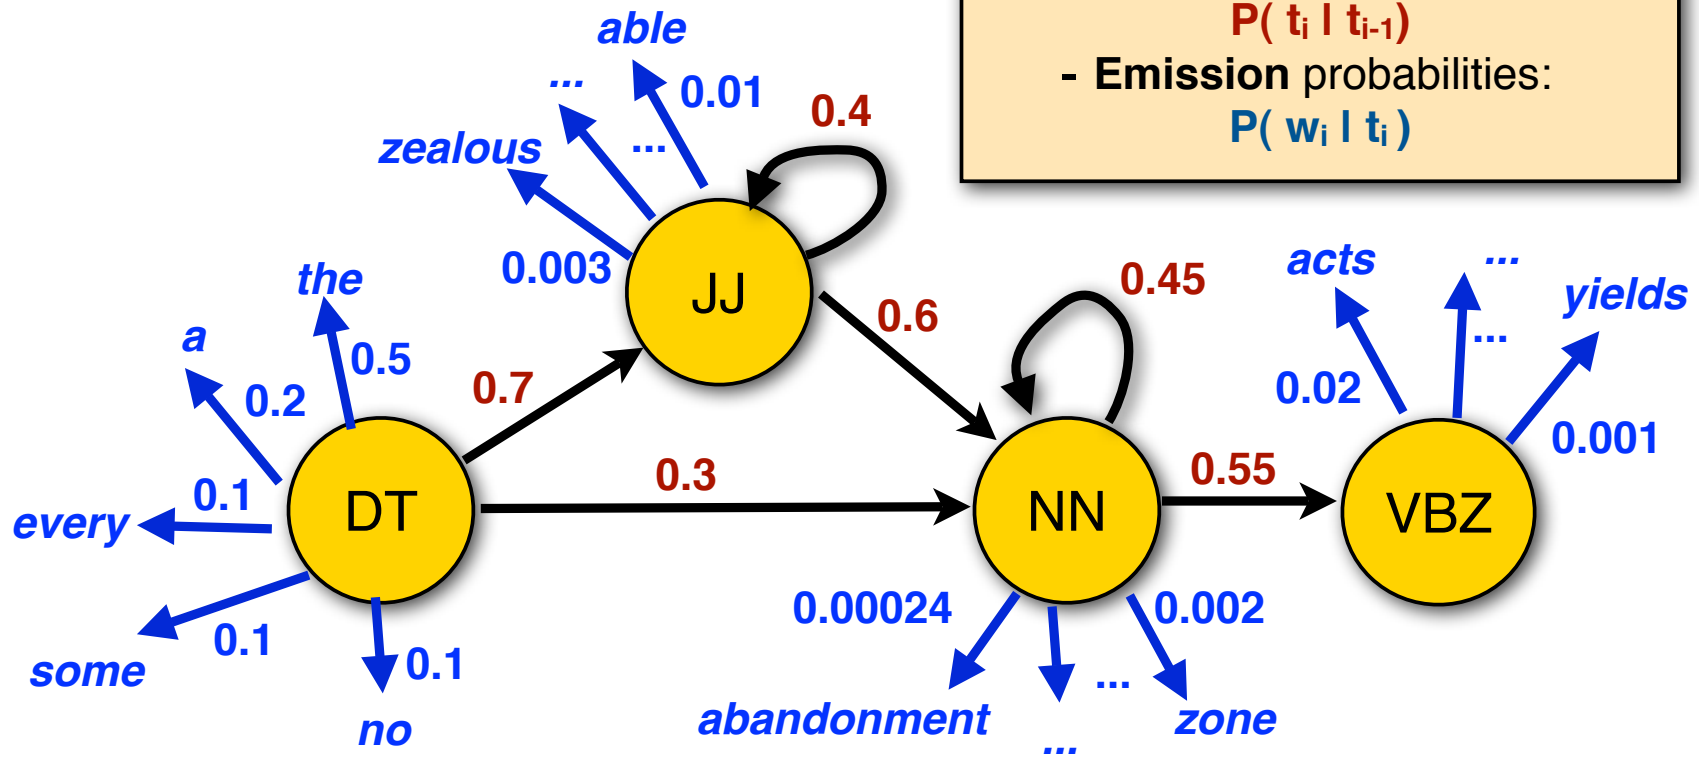 P( ti | ti-1)
- Emission probabilities:
P( wi | ti )
able
...
0.01
0.4
zealous
...
0.003
JJ
the
a
0.5
0.2
0.7
0.6
0.45
acts
...
yields
...
0.02
0.001
0.1
every
DT
0.3
NN
0.55
VBZ
0.1
some
0.1
no
0.00024
0.002
...
abandonment
zone
...